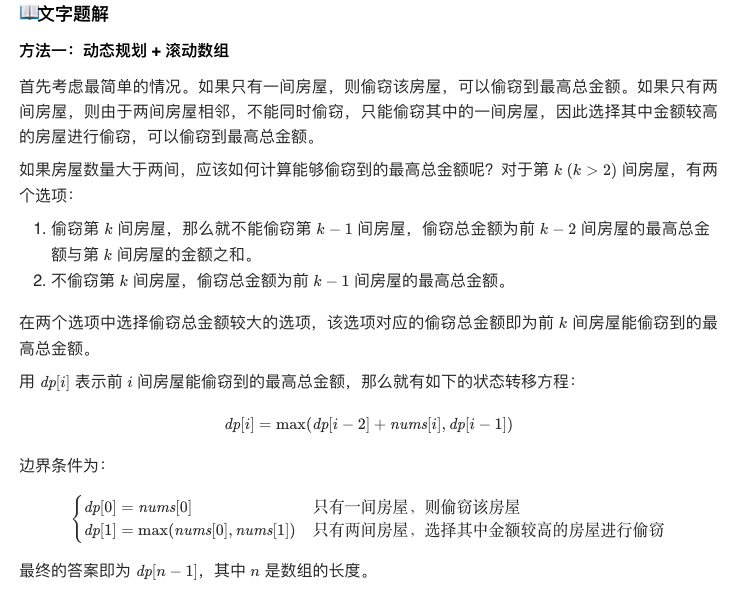 📖文字题解
方法一：动态规划 + 滚动数组
首先考虑最简单的情况。如果只有一间房屋，则偷窃该房屋，可以偷窃到最高总金额。如果只有两
间房屋，则由于两间房屋相邻，不能同时偷窃，只能偷窃其中的一间房屋，因此选择其中金额较高
的房屋进行偷窃，可以偷窃到最高总金额。
如果房屋数量大于两间，应该如何计算能够偷窃到的最高总金额呢？对于第 k (k > 2) 间房屋，有两
个选项：
1. 偷窃第 k 间房屋，那么就不能偷窃第 k − 1 间房屋，偷窃总金额为前 k − 2 间房屋的最高总金
额与第 k 间房屋的金额之和。
2. 不偷窃第 k 间房屋，偷窃总金额为前 k − 1 间房屋的最高总金额。
在两个选项中选择偷窃总金额较大的选项，该选项对应的偷窃总金额即为前 k 间房屋能偷窃到的最
高总金额。
用 dp[i] 表示前 i 间房屋能偷窃到的最高总金额，那么就有如下的状态转移方程：
dp[i] = max(dp[i − 2] + nums[i], dp[i − 1])
边界条件为：
dp[0] = nums[0] 只有一间房屋，则偷窃该房屋
dp[1] = max(nums[0], nums[1]) 只有两间房屋，选择其中金额较高的房屋进行偷窃
最终的答案即为 dp[n − 1]，其中 n 是数组的长度。